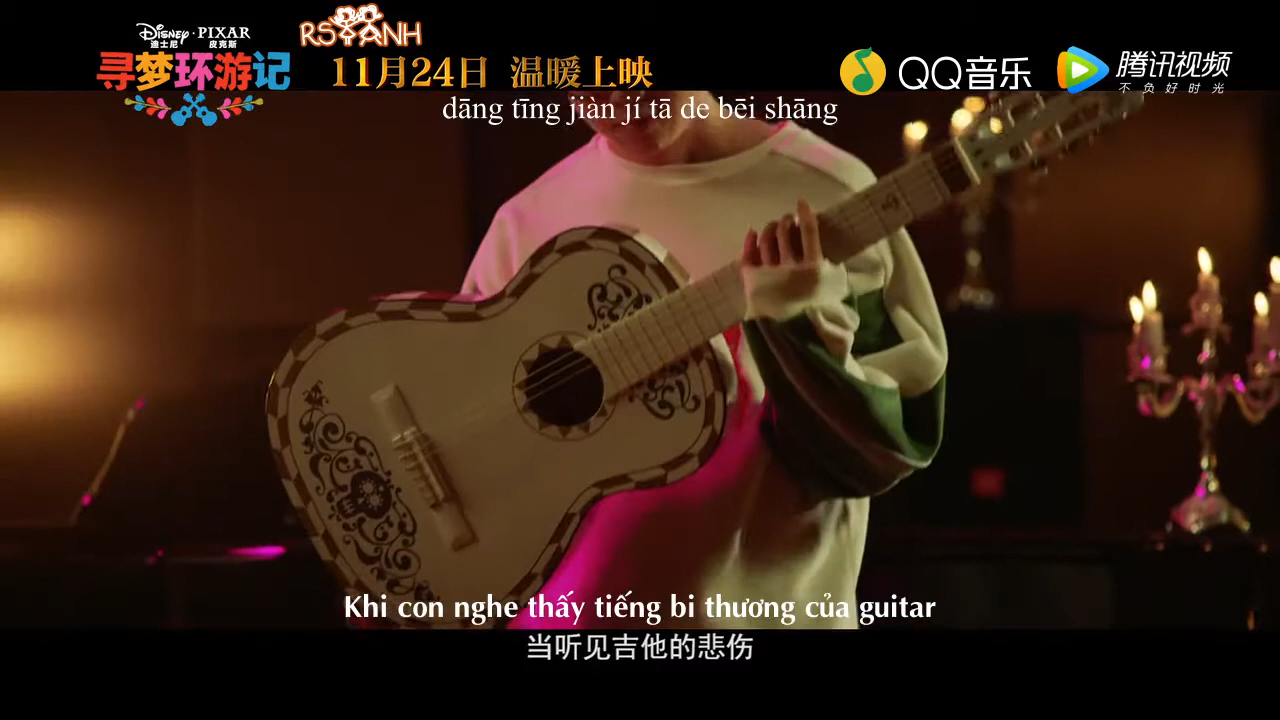 Disney · PIXAR
迪士尼 皮克斯
寻梦环游记
RSYANH
11月24日 温暖上映
QQ音乐
腾讯视频
不负好时光
dāng tīng jiàn jí tā de bēi shāng
Khi con nghe thấy tiếng bi thương của guitar
当听见吉他的悲伤